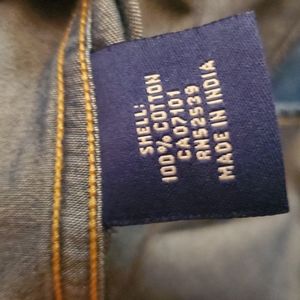 SHELL:
100% COTTON
CA07101
RN52539
MADE IN INDIA